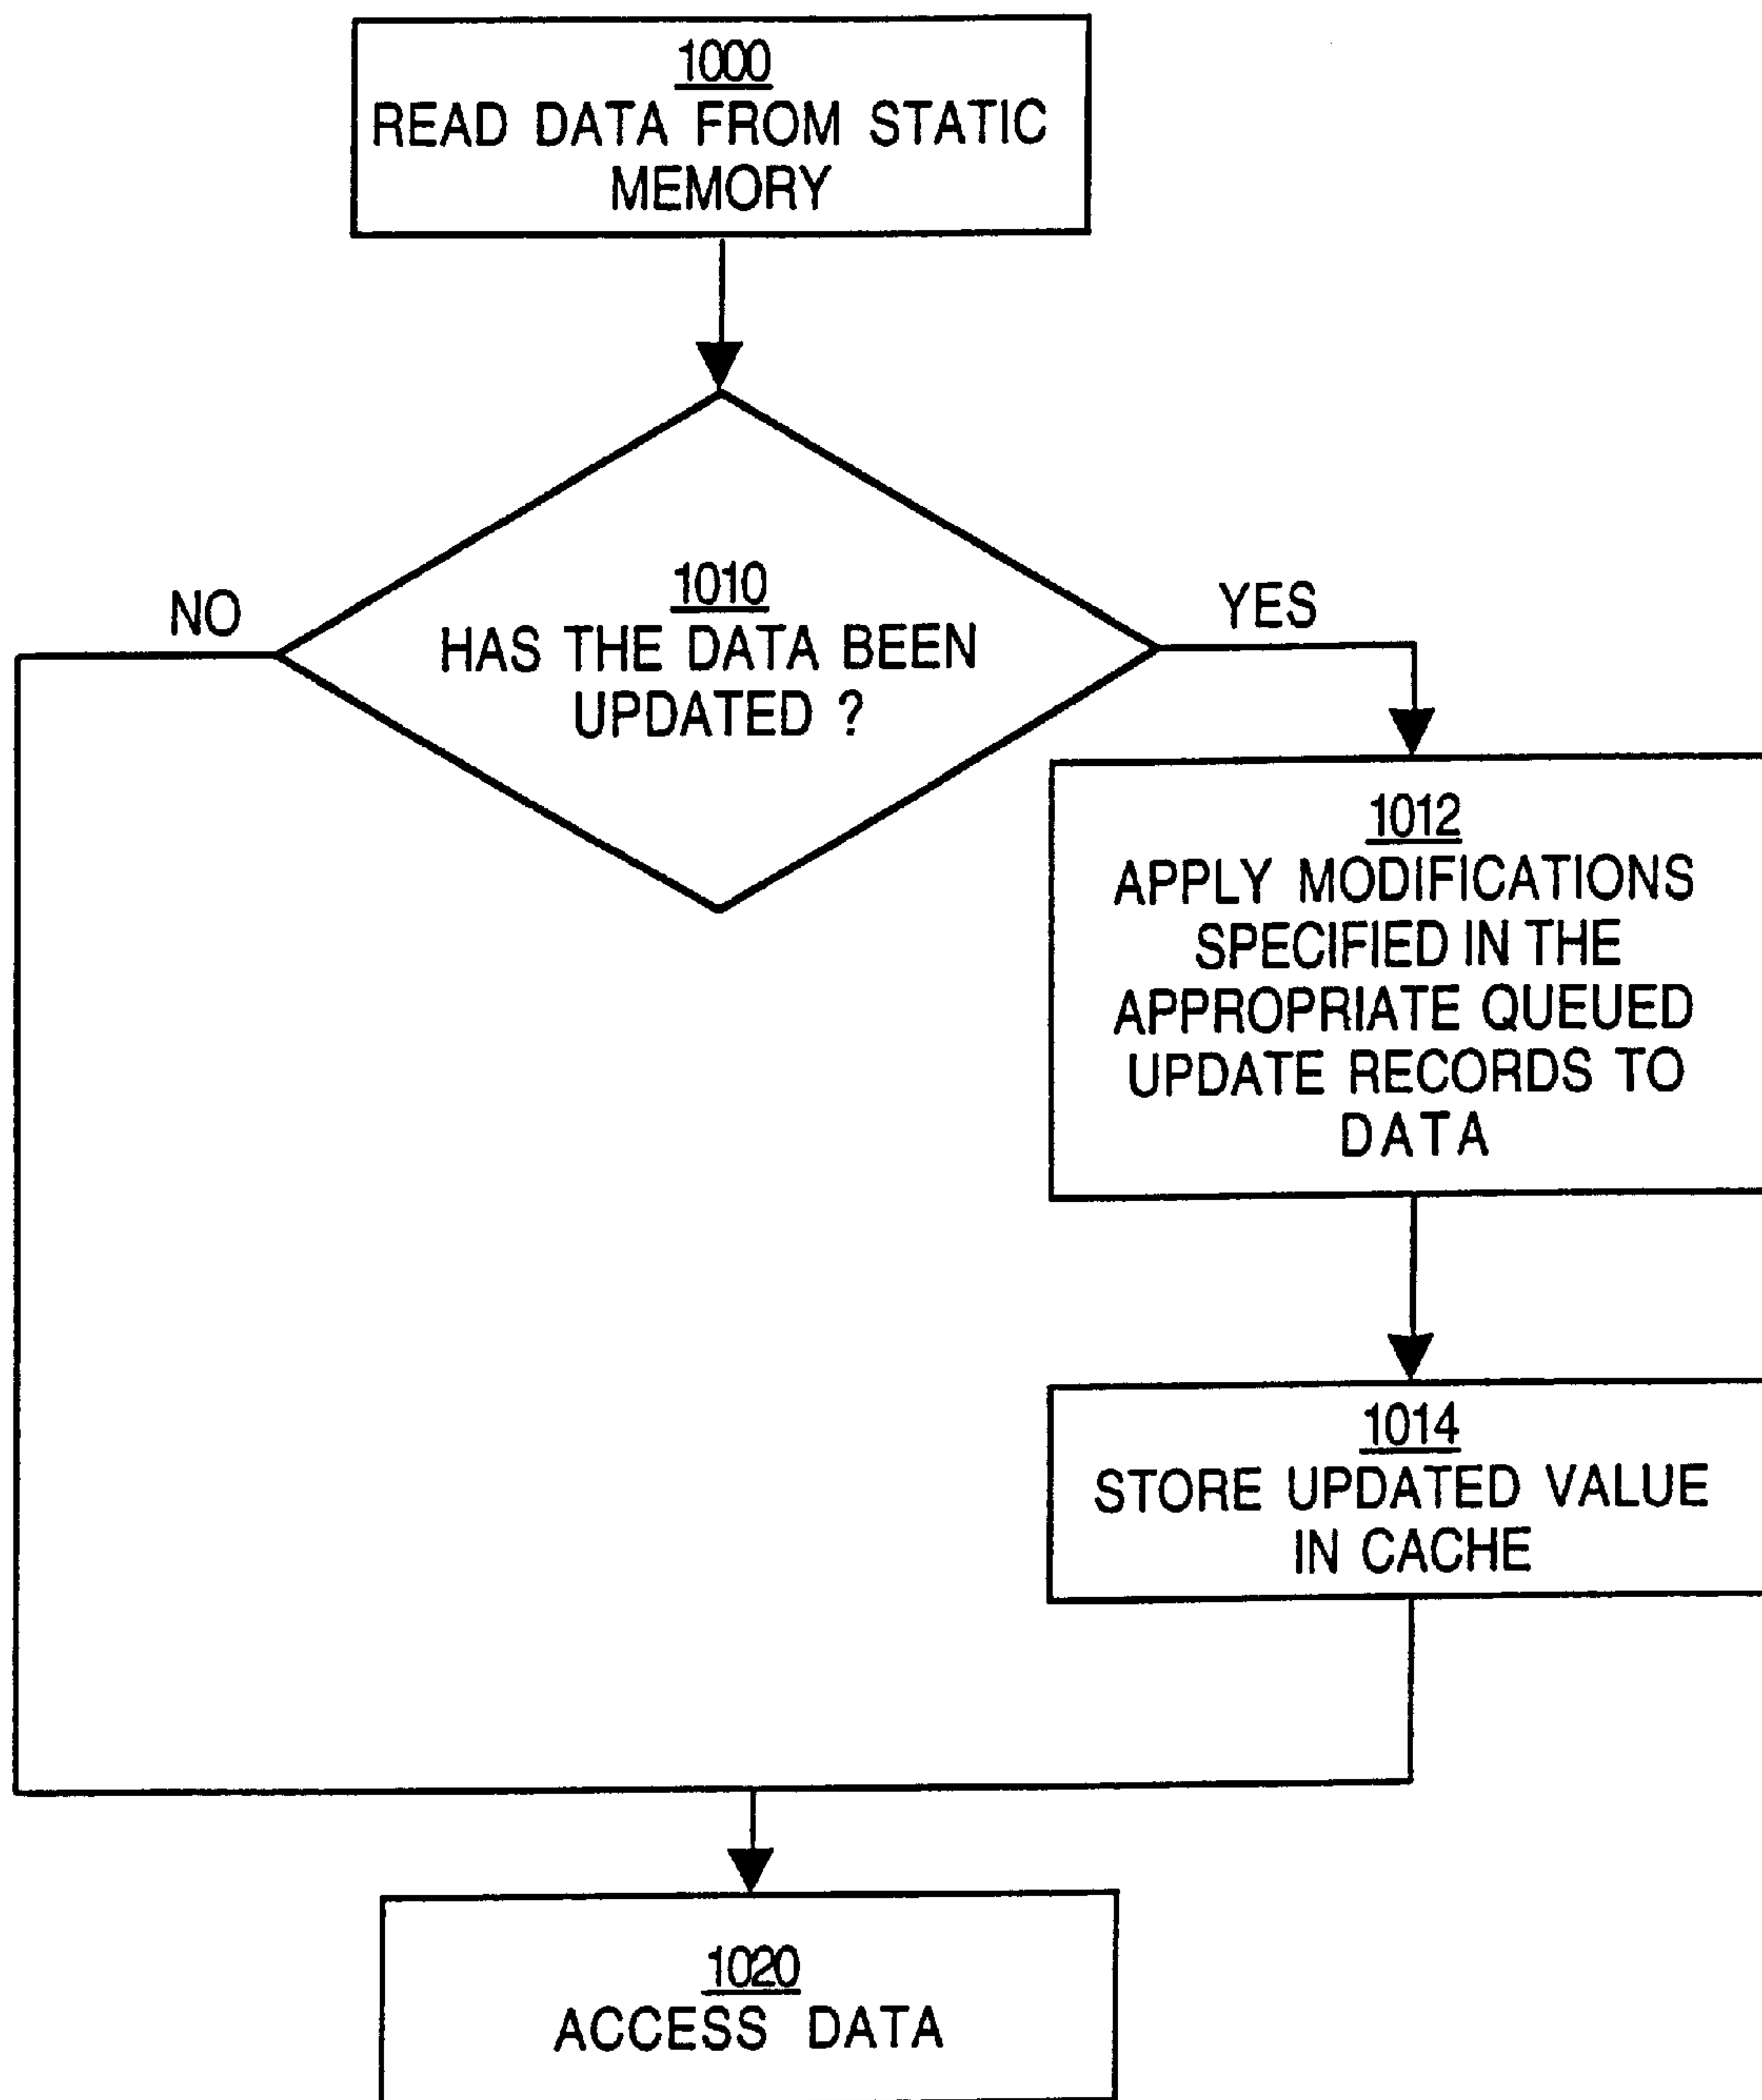 1000
READ DATA FROM STATIC
MEMORY
1010
HAS THE DATA BEEN
UPDATED ?
NO
YES
1012
APPLY MODIFICATIONS
SPECIFIED IN THE
APPROPRIATE QUEUED
UPDATE RECORDS TO
DATA
1014
STORE UPDATED VALUE
IN CACHE
1020
ACCESS DATA